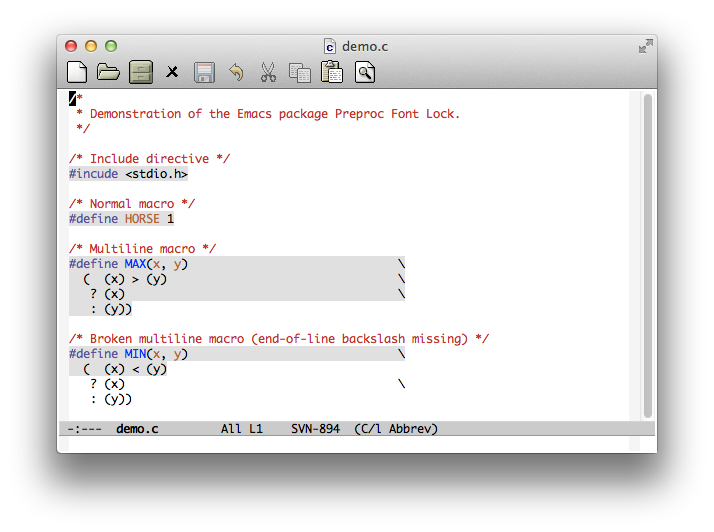 demo.c
/*
 * Demonstration of the Emacs package Preproc Font Lock.
 */
/* Include directive */
#incude <stdio.h>
/* Normal macro */
#define HORSE 1
/* Multiline macro */
#define MAX(x, y)                             \
  (  (x) > (y)                                \
   ? (x)                                      \
   : (y))
/* Broken multiline macro (end-of-line backslash missing) */
#define MIN(x, y)                             \
  (  (x) < (y)
   ? (x)                                      \
   : (y))
-:---  demo.c         All L1    SVN-894  (C/l Abbrev)